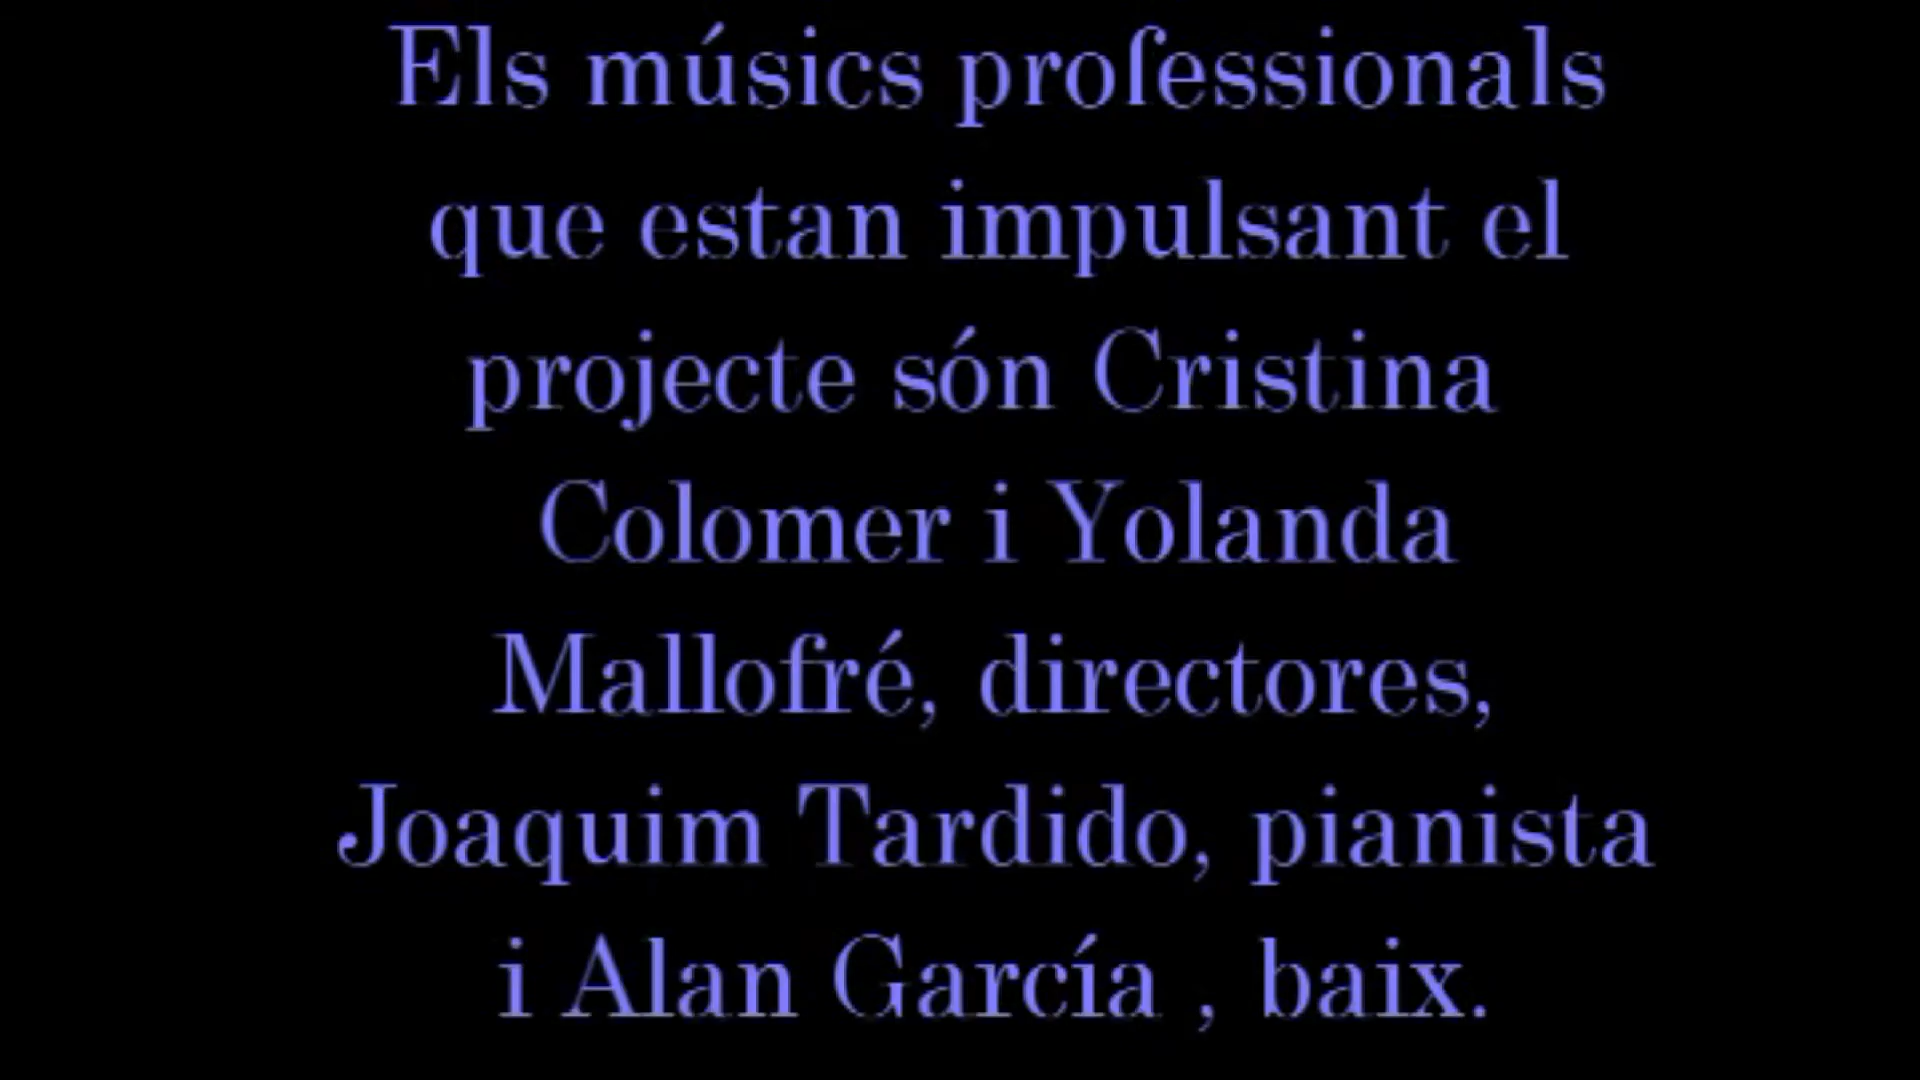 Els músics professionals
que estan impulsant el
projecte són Cristina
Colomer i Yolanda
Mallofré, directores,
Joaquim Tardido, pianista
i Alan García , baix.